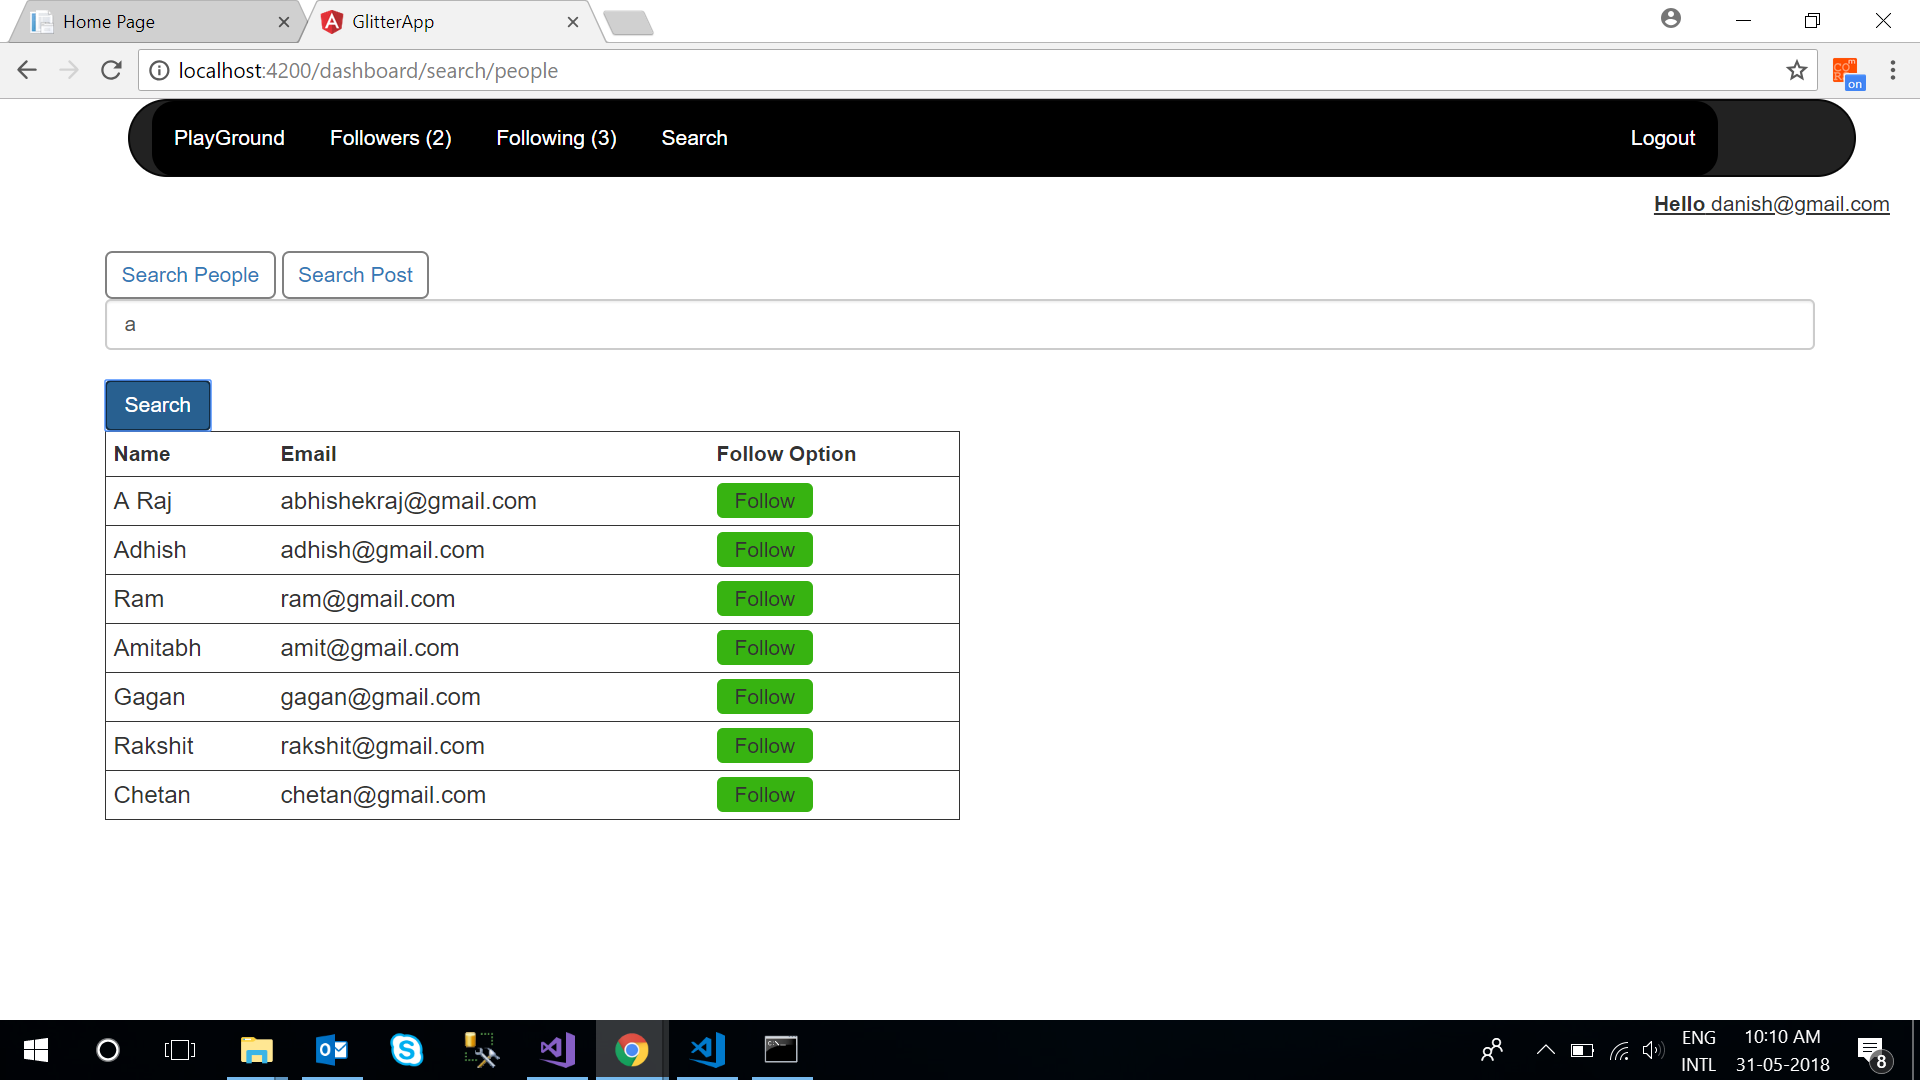 Home Page
GlitterApp
localhost:4200/dashboard/search/people
on
PlayGround Followers (2) Following (3) Search Logout
Hello danish@gmail.com
Search People Search Post
a
Search
Name Email Follow Option
A Raj abhishekraj@gmail.com Follow
Adhish adhish@gmail.com Follow
Ram ram@gmail.com Follow
Amitabh amit@gmail.com Follow
Gagan gagan@gmail.com Follow
Rakshit rakshit@gmail.com Follow
Chetan chetan@gmail.com Follow
ENG 10:10 AM
INTL 31-05-2018
8